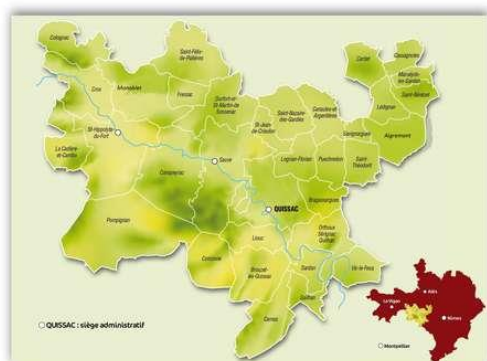 Colognac
Saint-Félix-
de-Pallières
Cros
Monoblet
Fressac
Durfort-et-
St-Martin-de-
Sossenac
St-Hippolyte-
du-Fort
La Cadière-
et-Cambo
Conqueyrac
Sauve
St-Jean-
de-Crieulon
Saint-Nazaire-
des-Gardies
Canaules-et-
Argentières
Cardet
Cassagnoles
Maruéjols-
les-Gardon
Saint-Bénézet
Lédignan
Aigremont
Savignargues
Logrian-Florian
Puechredon
Saint-
Théodorit
Bragassargues
QUISSAC
Pompignan
Orthoux-
Sérignac-
Quilhan
Liouc
Corconne
Brouzet-
lès-Quissac
Sardan
Vic-le-Fesq
Gailhan
Carnas
QUISSAC : siège administratif
Alès
Le Vigan
Nîmes
Montpellier